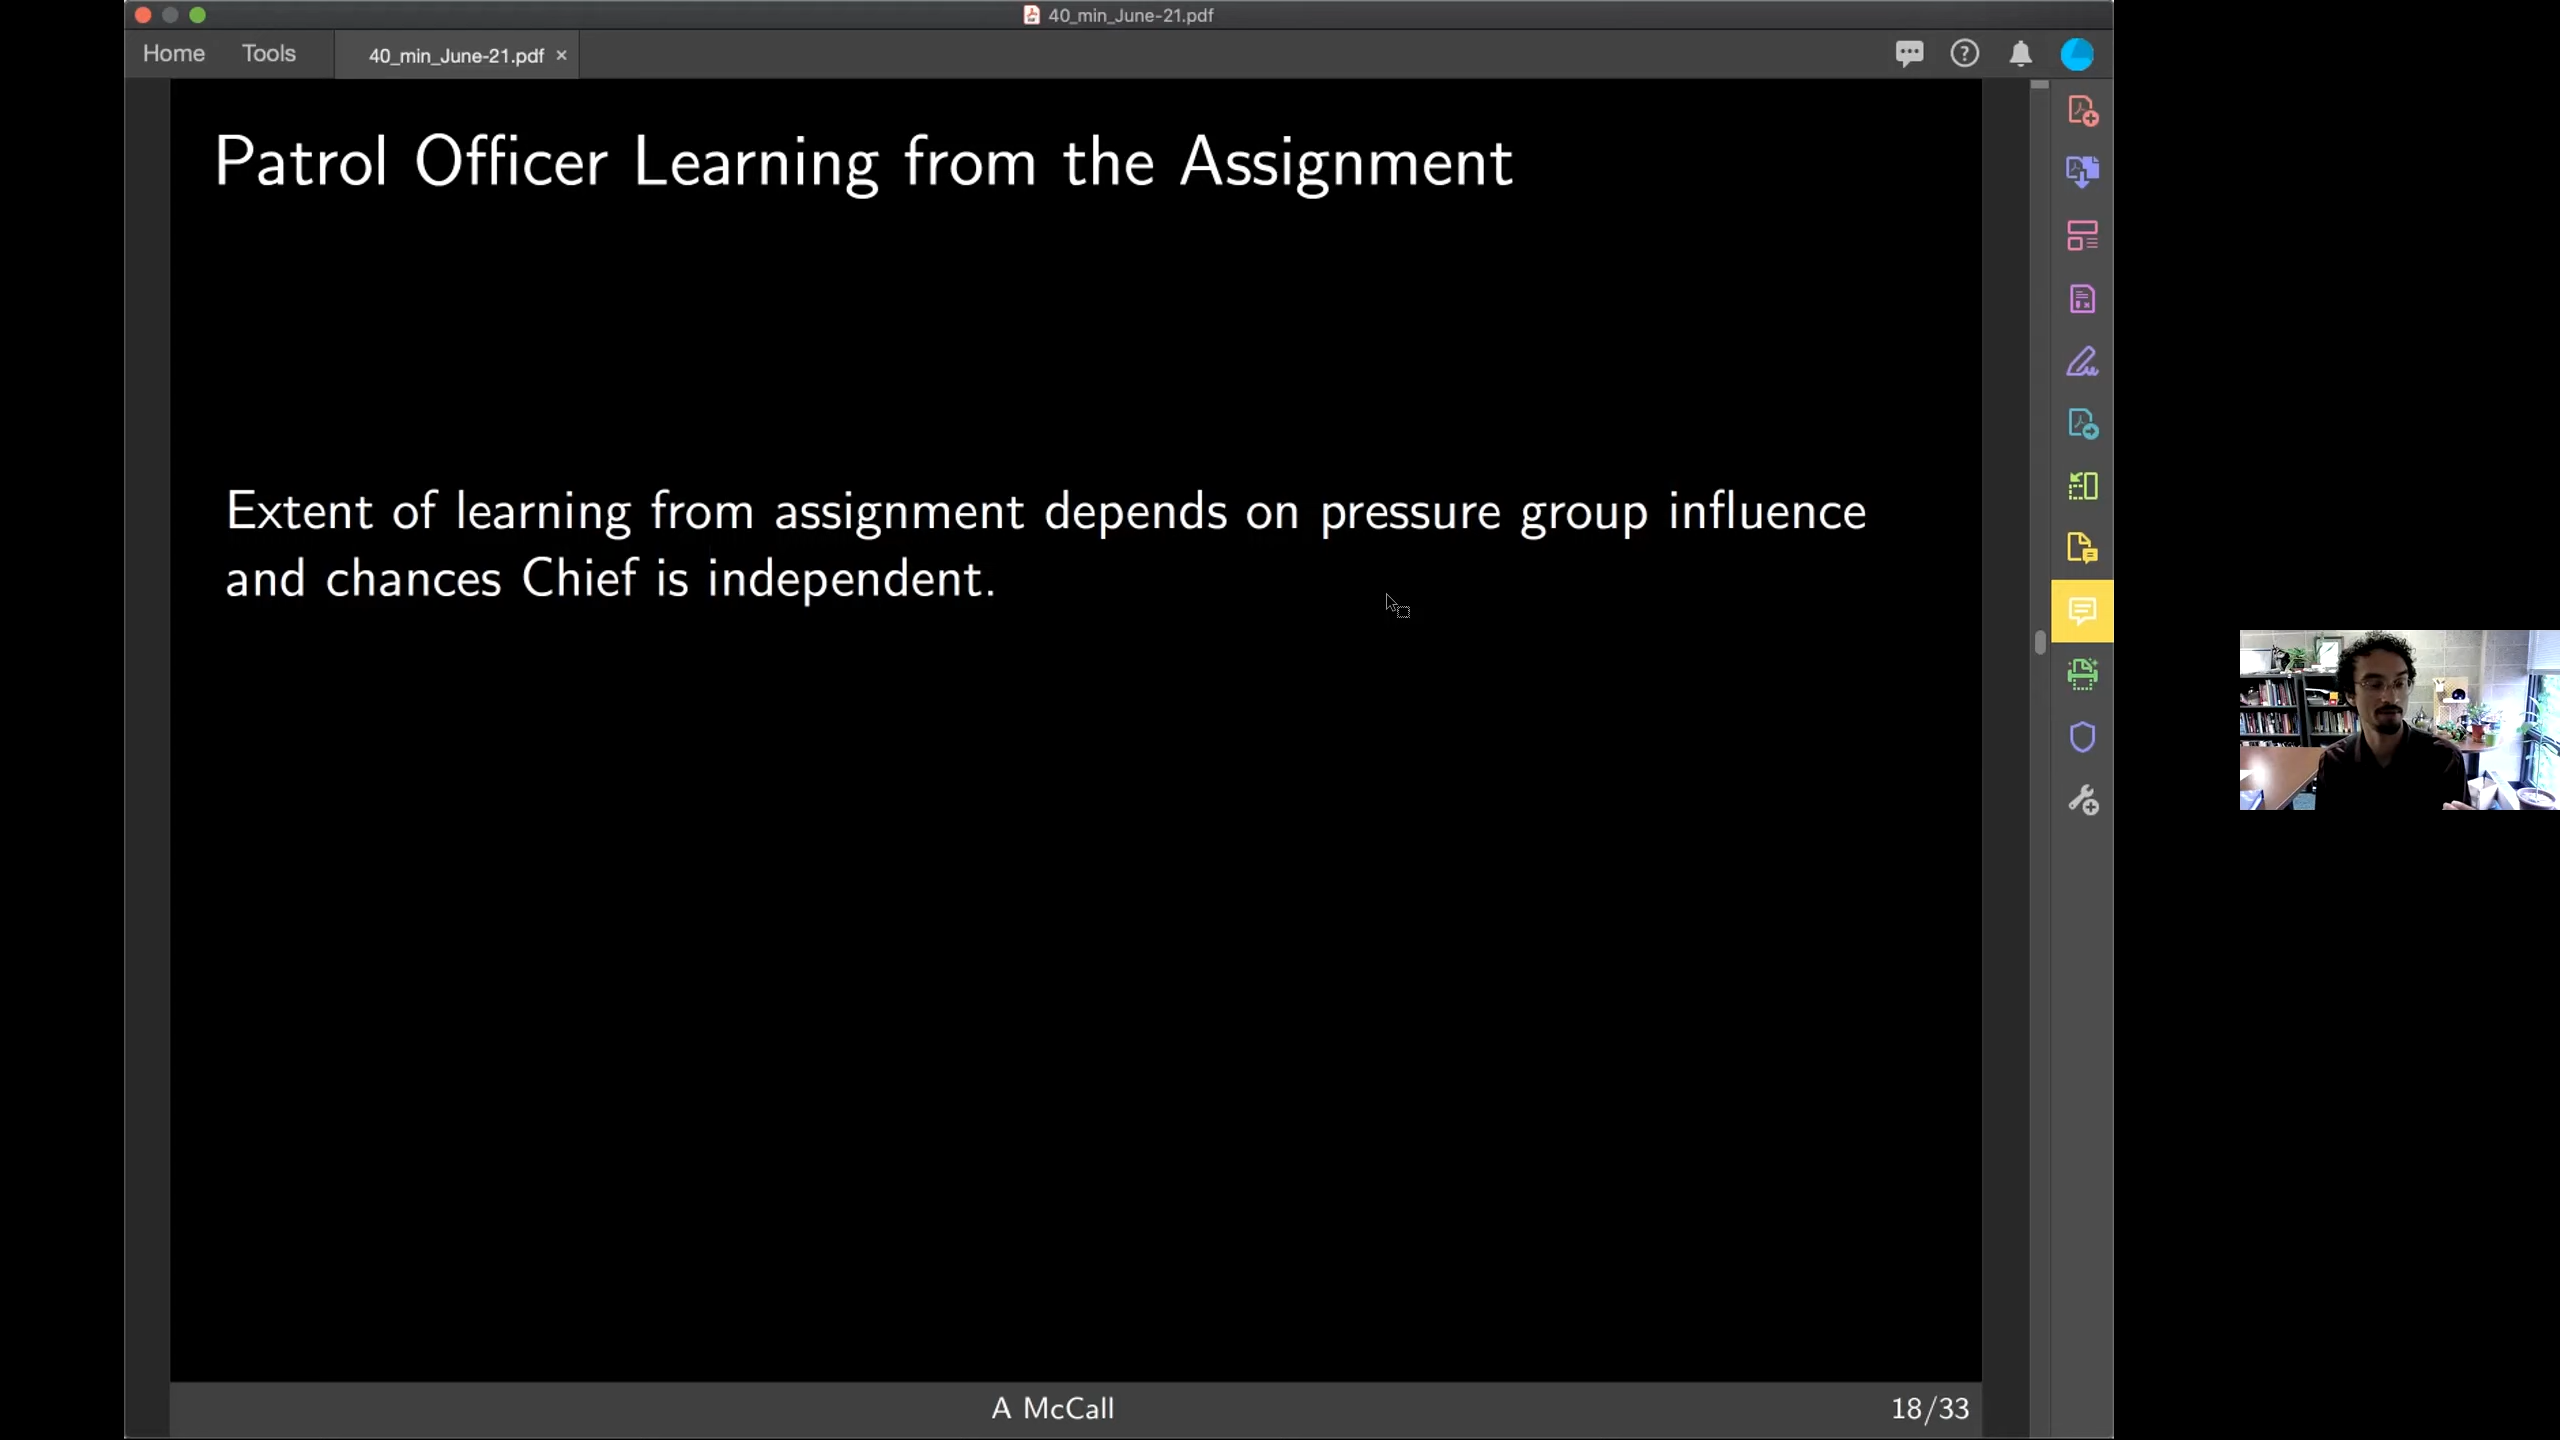 40_min_June-21.pdf
Home Tools 40_min_June-21.pdf ×
Patrol Officer Learning from the Assignment
Extent of learning from assignment depends on pressure group influence
and chances Chief is independent.
A McCall 18/33